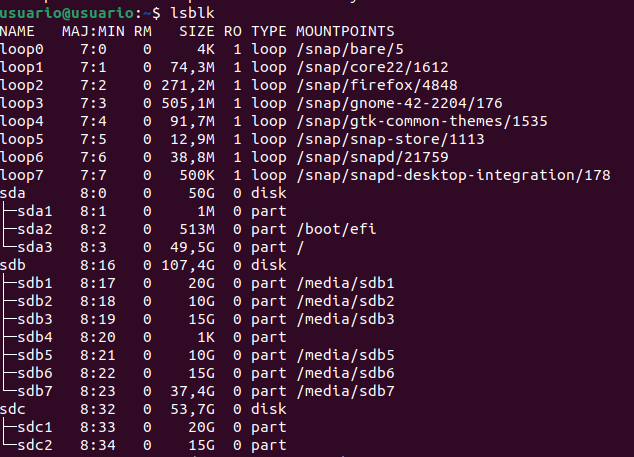 usuario@usuario:~$ lsblk
NAME   MAJ:MIN RM   SIZE RO TYPE MOUNTPOINTS
loop0    7:0    0     4K  1 loop /snap/bare/5
loop1    7:1    0  74,3M  1 loop /snap/core22/1612
loop2    7:2    0 271,2M  1 loop /snap/firefox/4848
loop3    7:3    0 505,1M  1 loop /snap/gnome-42-2204/176
loop4    7:4    0  91,7M  1 loop /snap/gtk-common-themes/1535
loop5    7:5    0  12,9M  1 loop /snap/snap-store/1113
loop6    7:6    0  38,8M  1 loop /snap/snapd/21759
loop7    7:7    0   500K  1 loop /snap/snapd-desktop-integration/178
sda      8:0    0    50G  0 disk
├─sda1   8:1    0     1M  0 part
├─sda2   8:2    0   513M  0 part /boot/efi
└─sda3   8:3    0  49,5G  0 part /
sdb      8:16   0 107,4G  0 disk
├─sdb1   8:17   0    20G  0 part /media/sdb1
├─sdb2   8:18   0    10G  0 part /media/sdb2
├─sdb3   8:19   0    15G  0 part /media/sdb3
├─sdb4   8:20   0     1K  0 part
├─sdb5   8:21   0    10G  0 part /media/sdb5
├─sdb6   8:22   0    15G  0 part /media/sdb6
└─sdb7   8:23   0  37,4G  0 part /media/sdb7
sdc      8:32   0  53,7G  0 disk
├─sdc1   8:33   0    20G  0 part
├─sdc2   8:34   0    15G  0 part